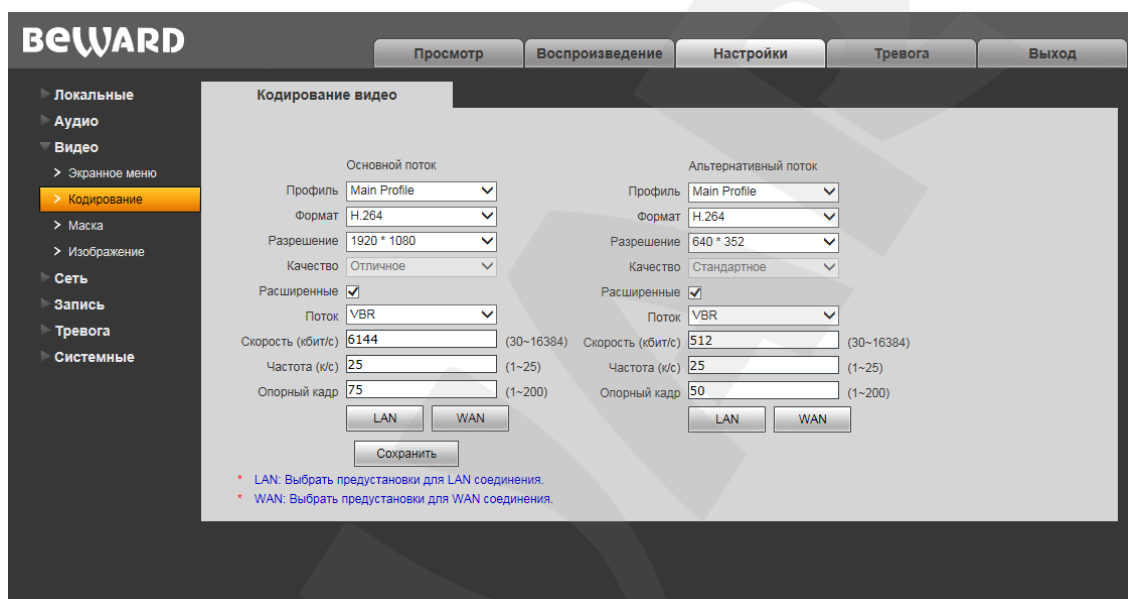 BEWARD
Просмотр Воспроизведение Настройки Тревога Выход
Локальные
Аудио
Видео
> Экранное меню
> Кодирование
> Маска
> Изображение
Сеть
Запись
Тревога
Системные
Кодирование видео
Основной поток
Профиль Main Profile
Формат H.264
Разрешение 1920 * 1080
Качество Отличное
Расширенные
Поток VBR
Скорость (кбит/с) 6144 (30~16384)
Частота (к/с) 25 (1~25)
Опорный кадр 75 (1~200)
LAN WAN
Сохранить
Альтернативный поток
Профиль Main Profile
Формат H.264
Разрешение 640 * 352
Качество Стандартное
Расширенные
Поток VBR
Скорость (кбит/с) 512 (30~16384)
Частота (к/с) 25 (1~25)
Опорный кадр 50 (1~200)
LAN WAN
* LAN: Выбрать предустановки для LAN соединения.
* WAN: Выбрать предустановки для WAN соединения.